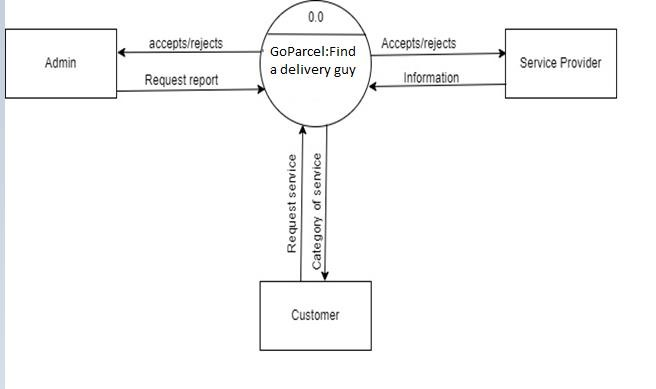 0.0
GoParcel:Find
a delivery guy
accepts/rejects
Accepts/rejects
Admin
Service Provider
Request report
Information
Request service
Category of service
Customer